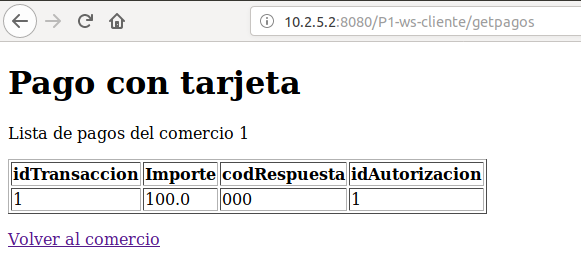 10.2.5.2:8080/P1-ws-cliente/getpagos
Pago con tarjeta
Lista de pagos del comercio 1
idTransaccion Importe codRespuesta idAutorizacion
1 100.0 000 1
Volver al comercio